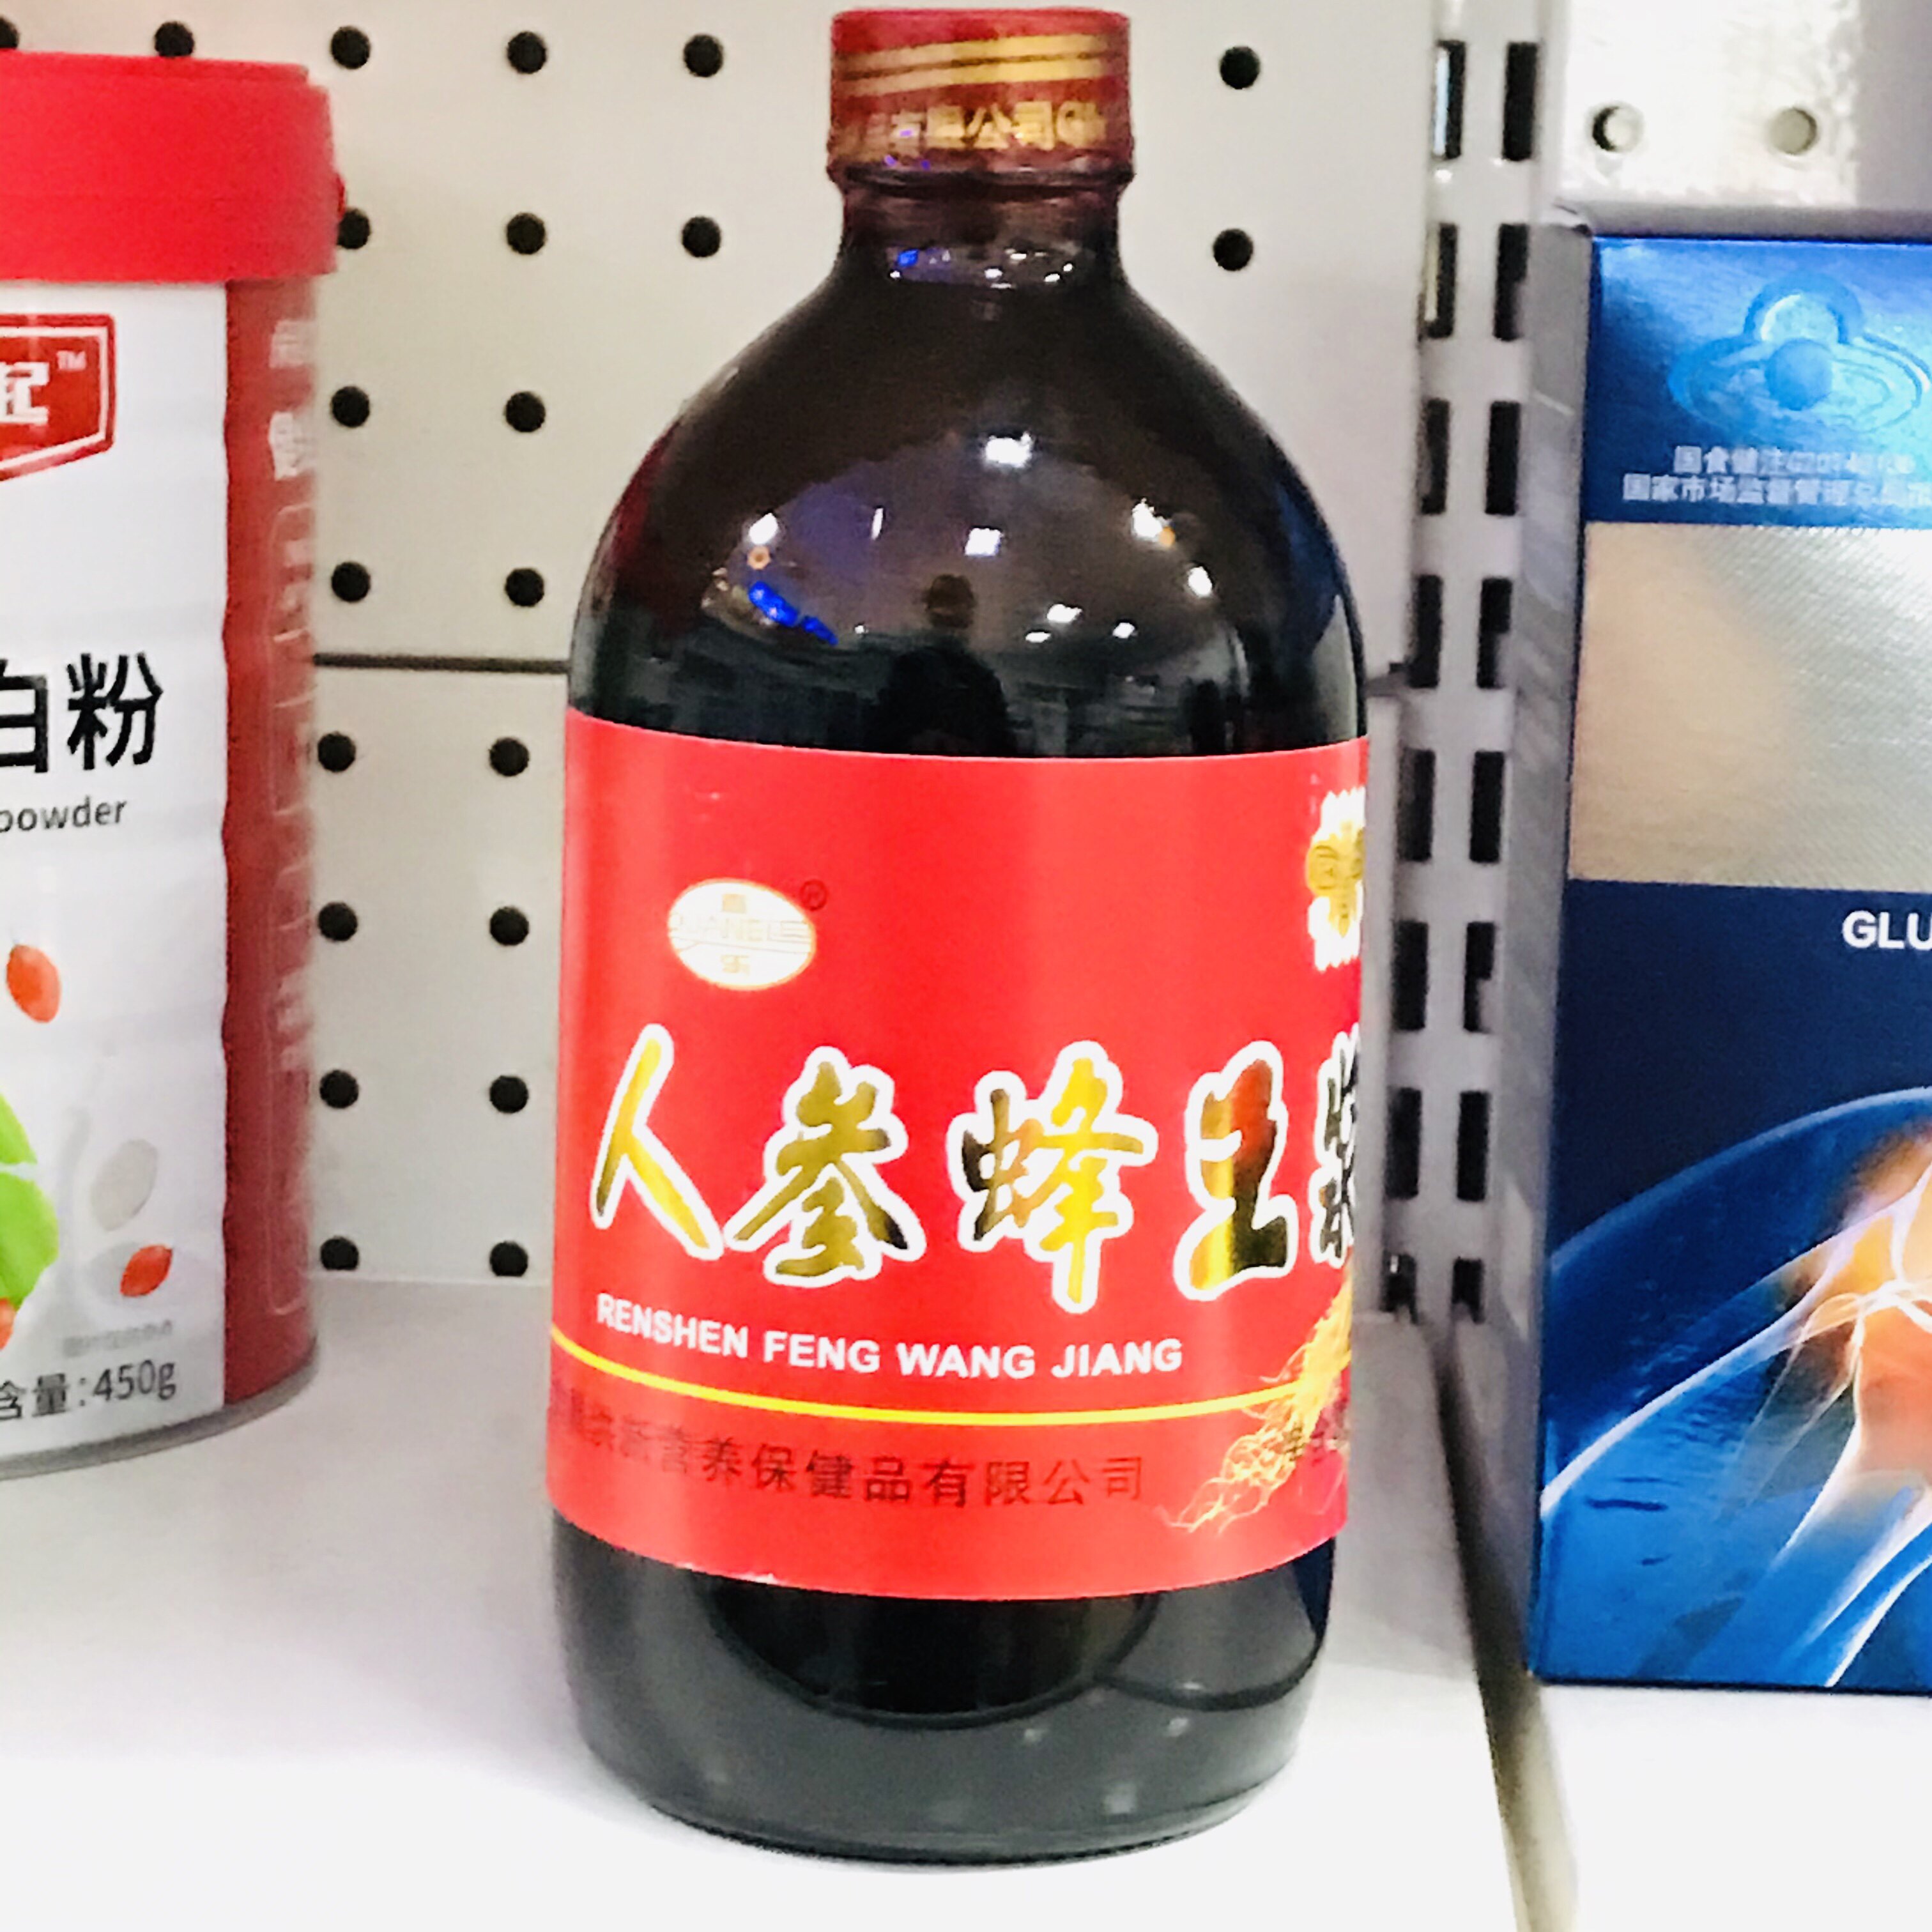 TM
白粉
powder
含量:450g
®
人参蜂王浆
RENSHEN FENG WANG JIANG
新营养保健品有限公司
国食健注G20
国家市场监督管理总局
GLU